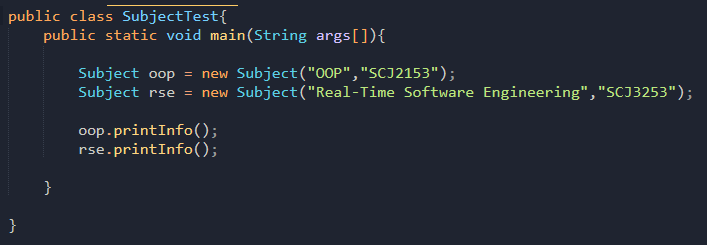 public class SubjectTest{
public static void main(String args[]){
Subject oop = new Subject("OOP","SCJ2153");
Subject rse = new Subject("Real-Time Software Engineering","SCJ3253");
oop.printInfo();
rse.printInfo();
}
}